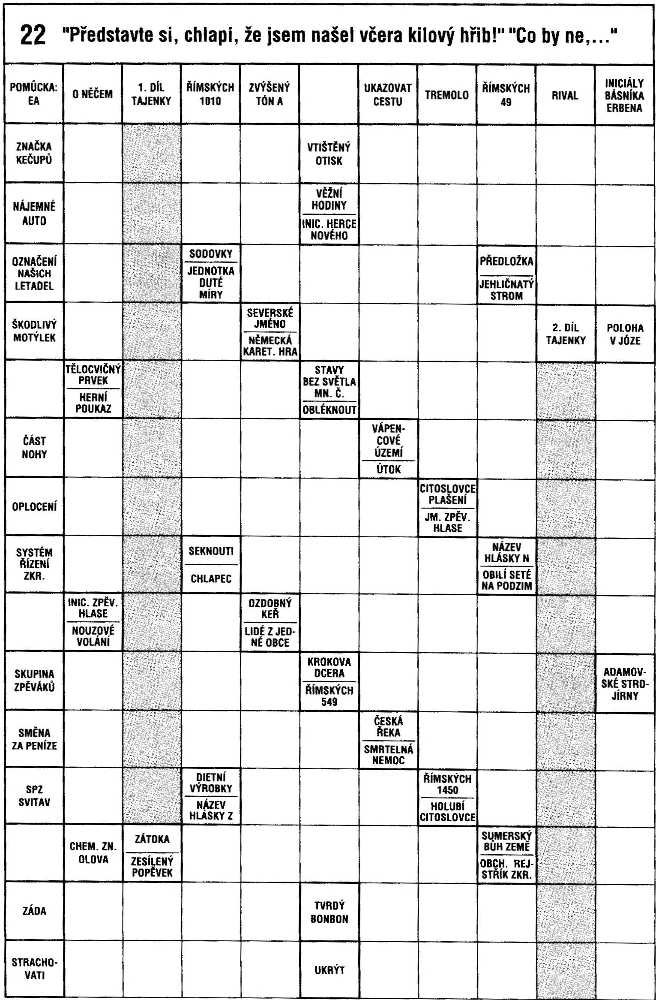 22 "Představte si, chlapi, že jsem našel včera kilový hřib!" "Co by ne,..."
POMŮCKA:
EA
O NĚČEM
1. DÍL
TAJENKY
ŘÍMSKÝCH
1010
ZVÝŠENÝ
TÓN A
UKAZOVAT
CESTU
TREMOLO
ŘÍMSKÝCH
49
RIVAL
INICIÁLY
BÁSNÍKA
ERBENA
ZNAČKA
KEČUPŮ
VTIŠTĚNÝ
OTISK
NÁJEMNÉ
AUTO
VĚŽNÍ
HODINY
INIC. HERCE
NOVÉHO
OZNAČENÍ
NAŠICH
LETADEL
SODOVKY
JEDNOTKA
DUTÉ
MÍRY
PŘEDLOŽKA
JEHLIČNATÝ
STROM
ŠKODLIVÝ
MOTÝLEK
SEVERSKÉ
JMÉNO
NĚMECKÁ
KARET. HRA
2. DÍL
TAJENKY
POLOHA
V JÓZE
TĚLOCVIČNÝ
PRVEK
HERNÍ
POUKAZ
STAVY
BEZ SVĚTLA
MN. Č.
OBLÉKNOUT
ČÁST
NOHY
VÁPEN-
COVÉ
ÚZEMÍ
ÚTOK
OPLOCENÍ
CITOSLOVCE
PLAŠENÍ
JM. ZPĚV.
HLASE
SYSTÉM
ŘÍZENÍ
ZKR.
SEKNOUTI
CHLAPEC
NÁZEV
HLÁSKY N
OBILÍ SETÉ
NA PODZIM
INIC. ZPĚV.
HLASE
NOUZOVÉ
VOLÁNÍ
OZDOBNÝ
KEŘ
LIDÉ Z JED-
NÉ OBCE
SKUPINA
ZPĚVÁKŮ
KROKOVA
DCERA
ŘÍMSKÝCH
549
ADAMOV-
SKÉ STRO-
JÍRNY
SMĚNA
ZA PENÍZE
ČESKÁ
ŘEKA
SMRTELNÁ
NEMOC
SPZ
SVITAV
DIETNÍ
VÝROBKY
NÁZEV
HLÁSKY Z
ŘÍMSKÝCH
1450
HOLUBÍ
CITOSLOVCE
CHEM. ZN.
OLOVA
ZÁTOKA
ZESÍLENÝ
POPĚVEK
SUMERSKÝ
BŮH ZEMĚ
OBCH. REJ-
STŘÍK ZKR.
ZÁDA
TVRDÝ
BONBON
STRACHO-
VATI
UKRÝT